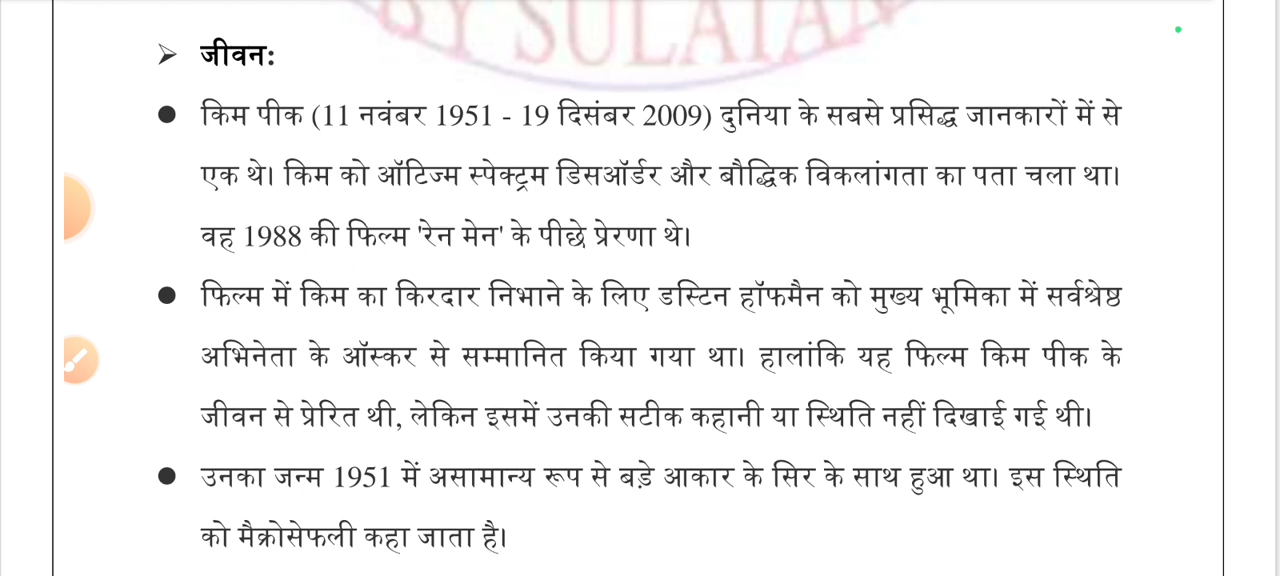 BY SULATAN
➢ जीवन:
● किम पीक (11 नवंबर 1951 - 19 दिसंबर 2009) दुनिया के सबसे प्रसिद्ध जानकारों में से
एक थे। किम को ऑटिज्म स्पेक्ट्रम डिसऑर्डर और बौद्धिक विकलांगता का पता चला था।
वह 1988 की फिल्म 'रेन मेन' के पीछे प्रेरणा थे।
● फिल्म में किम का किरदार निभाने के लिए डस्टिन हॉफमैन को मुख्य भूमिका में सर्वश्रेष्ठ
अभिनेता के ऑस्कर से सम्मानित किया गया था। हालांकि यह फिल्म किम पीक के
जीवन से प्रेरित थी, लेकिन इसमें उनकी सटीक कहानी या स्थिति नहीं दिखाई गई थी।
● उनका जन्म 1951 में असामान्य रूप से बड़े आकार के सिर के साथ हुआ था। इस स्थिति
को मैक्रोसेफली कहा जाता है।